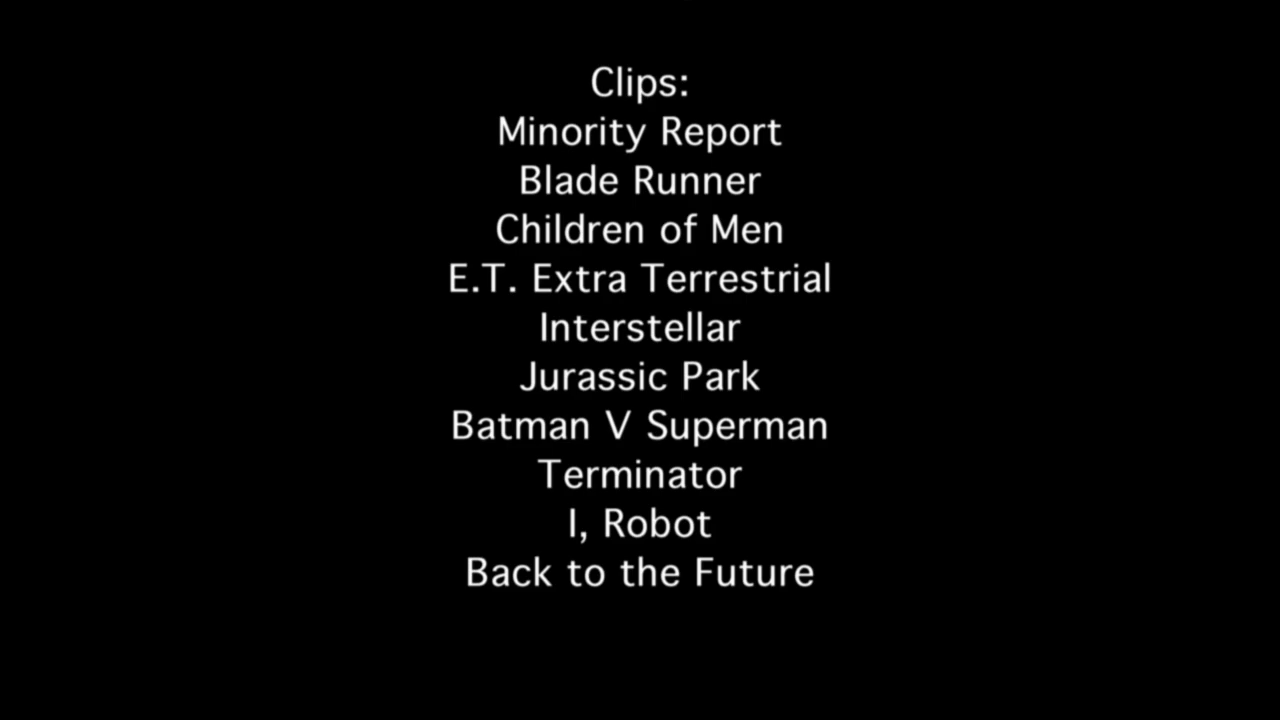 Clips:
Minority Report
Blade Runner
Children of Men
E.T. Extra Terrestrial
Interstellar
Jurassic Park
Batman V Superman
Terminator
I, Robot
Back to the Future